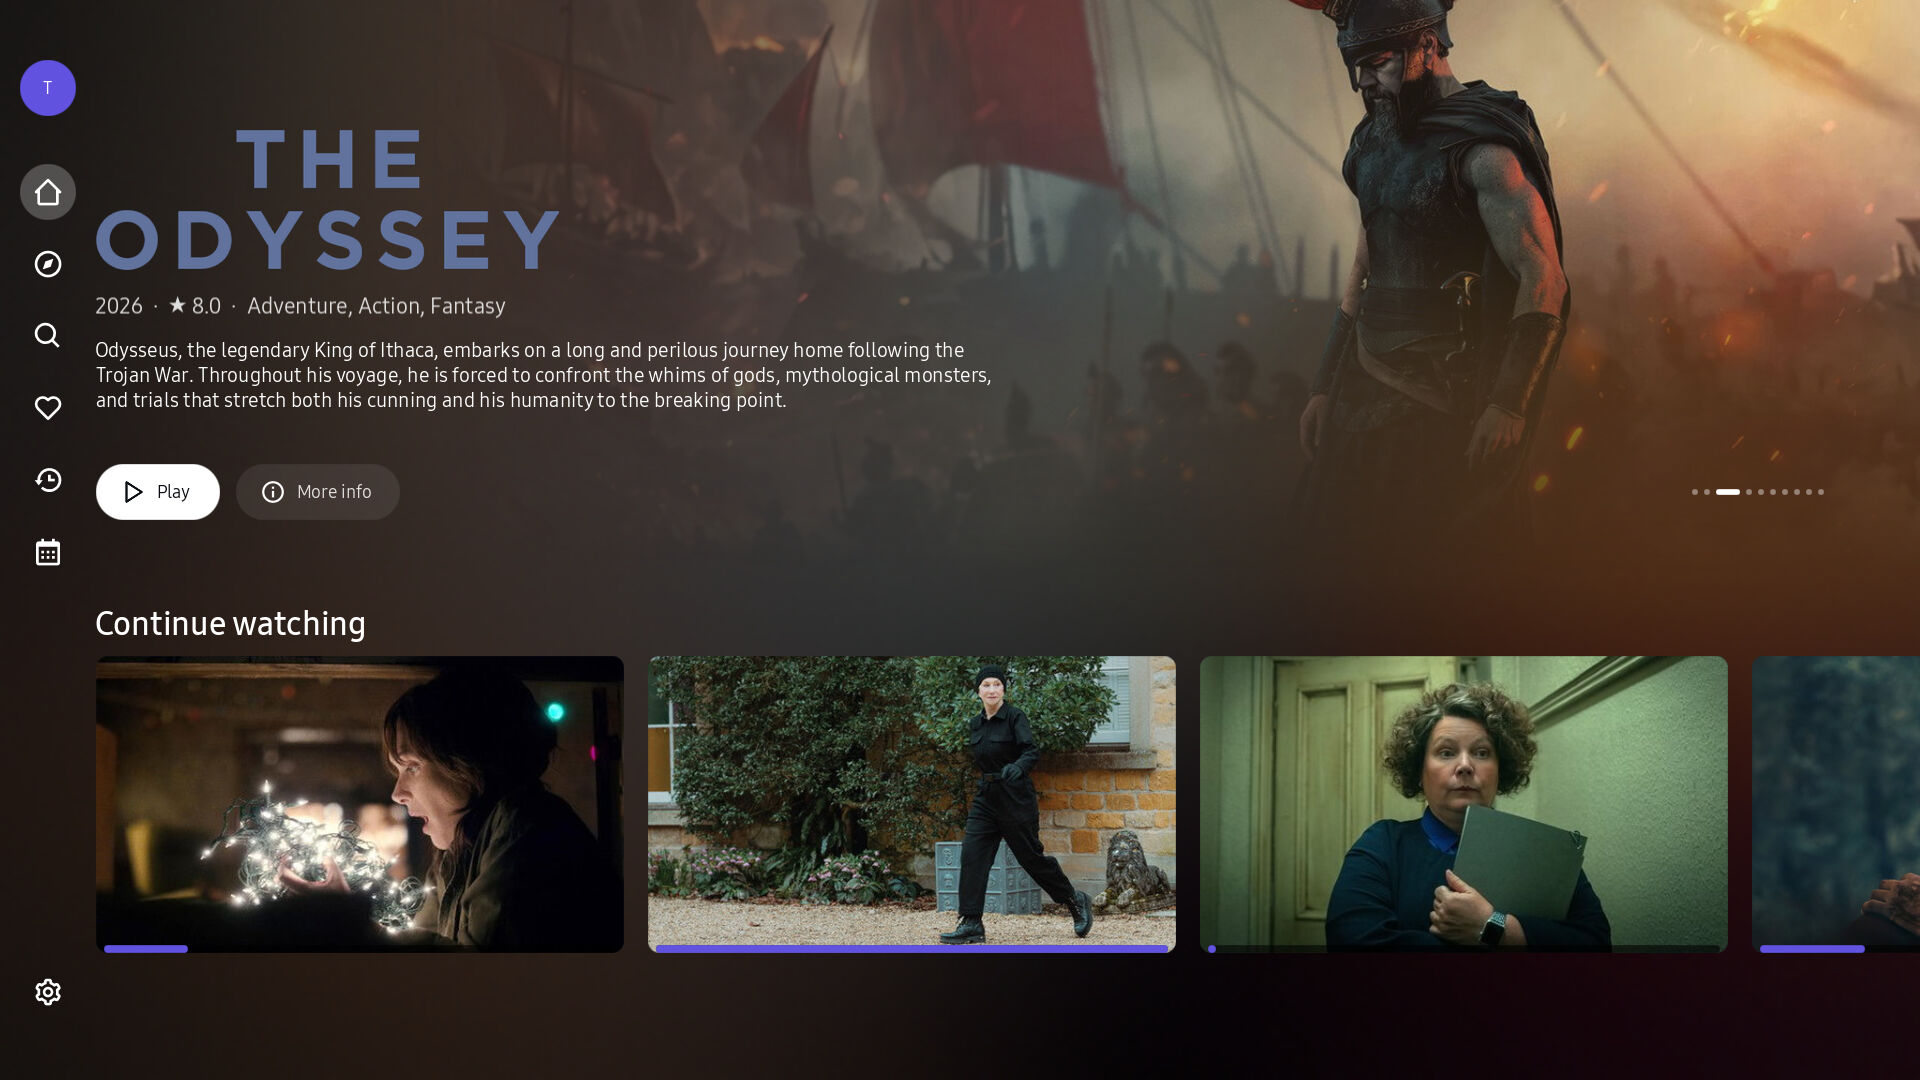 T
THE
ODYSSEY
2026 · ★ 8.0 · Adventure, Action, Fantasy
Odysseus, the legendary King of Ithaca, embarks on a long and perilous journey home following the
Trojan War. Throughout his voyage, he is forced to confront the whims of gods, mythological monsters,
and trials that stretch both his cunning and his humanity to the breaking point.
Play
More info
Continue watching